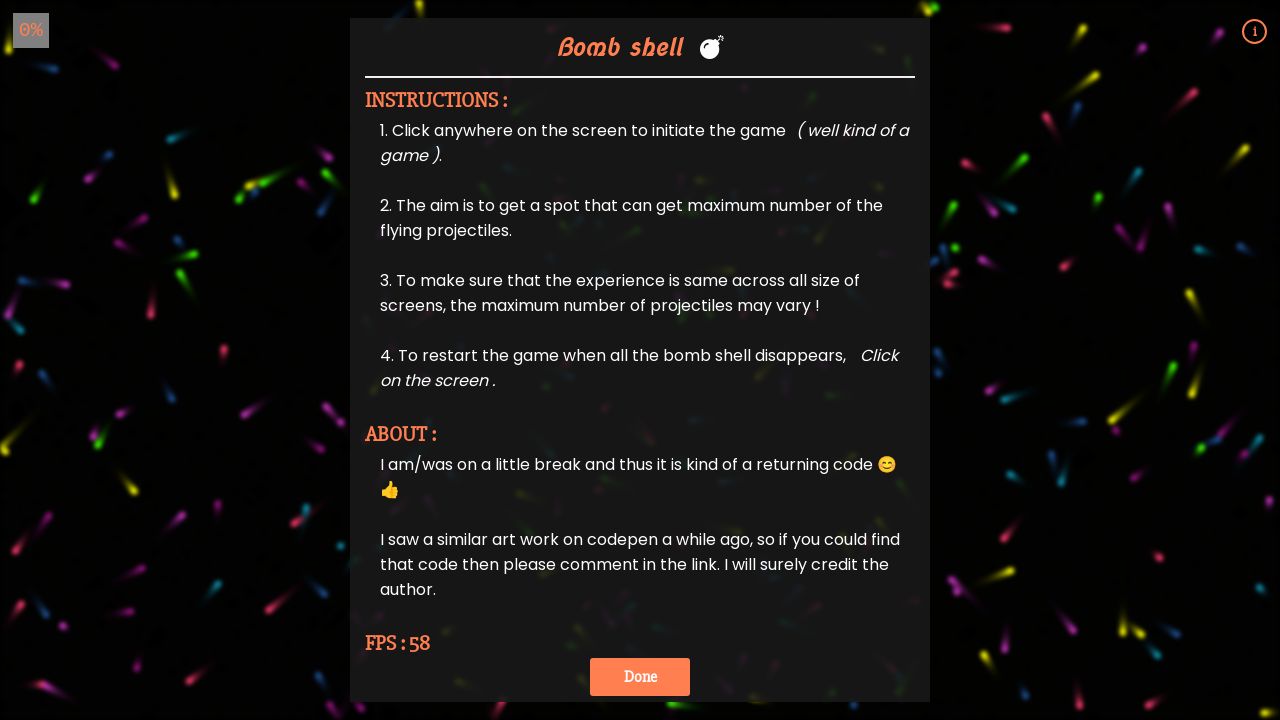 0%
i
Bomb shell 💣
INSTRUCTIONS :
1. Click anywhere on the screen to initiate the game ( well kind of a
game ).
2. The aim is to get a spot that can get maximum number of the
flying projectiles.
3. To make sure that the experience is same across all size of
screens, the maximum number of projectiles may vary !
4. To restart the game when all the bomb shell disappears, Click
on the screen .
ABOUT :
I am/was on a little break and thus it is kind of a returning code 😊
👍
I saw a similar art work on codepen a while ago, so if you could find
that code then please comment in the link. I will surely credit the
author.
FPS : 58
Done